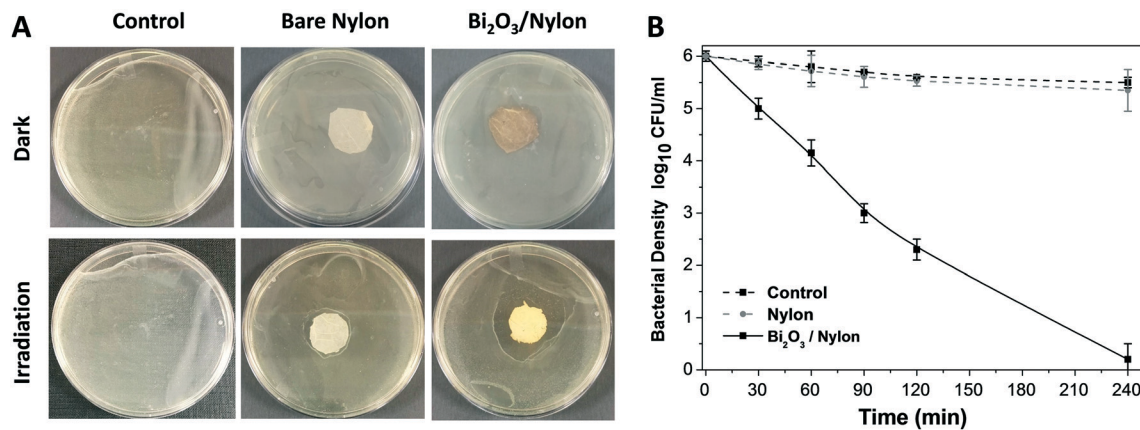 A
Control
Bare Nylon
Bi₂O₃/Nylon
Dark
Irradiation
B
Bacterial Density log₁₀ CFU/ml
6
5
4
3
2
1
0
Control
Nylon
Bi₂O₃ / Nylon
0 30 60 90 120 150 180 210 240
Time (min)